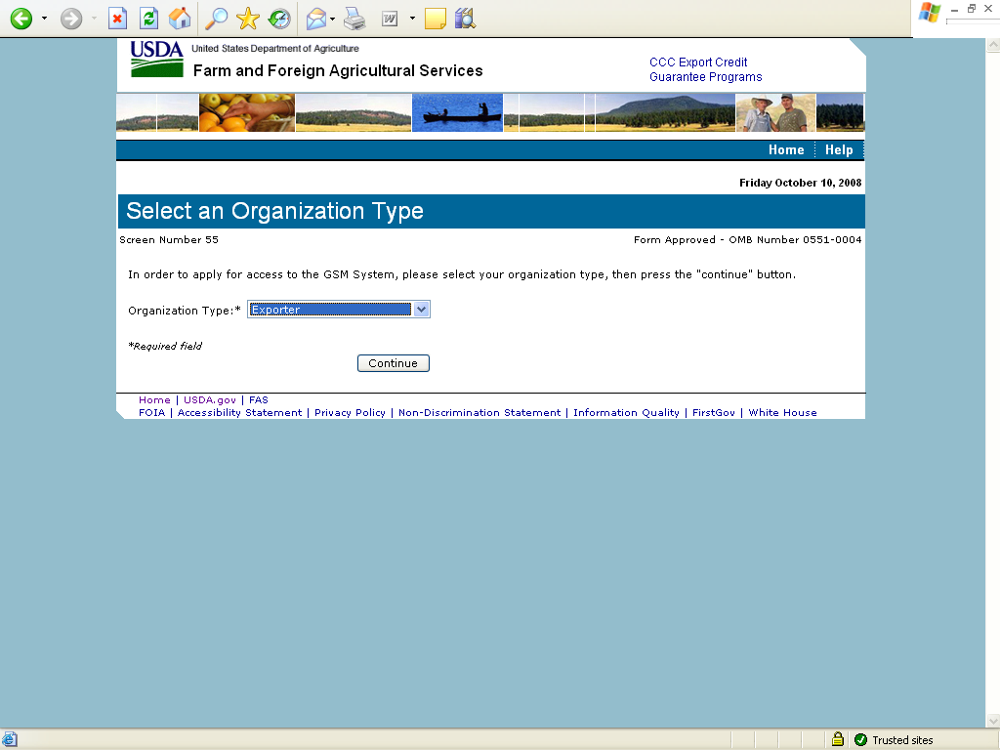 USDA United States Department of Agriculture
Farm and Foreign Agricultural Services
CCC Export Credit
Guarantee Programs
Home Help
Friday October 10, 2008
Select an Organization Type
Screen Number 55 Form Approved - OMB Number 0551-0004
In order to apply for access to the GSM System, please select your organization type, then press the "continue" button.
Organization Type:* Exporter
*Required field
Continue
Home | USDA.gov | FAS
FOIA | Accessibility Statement | Privacy Policy | Non-Discrimination Statement | Information Quality | FirstGov | White House
Trusted sites